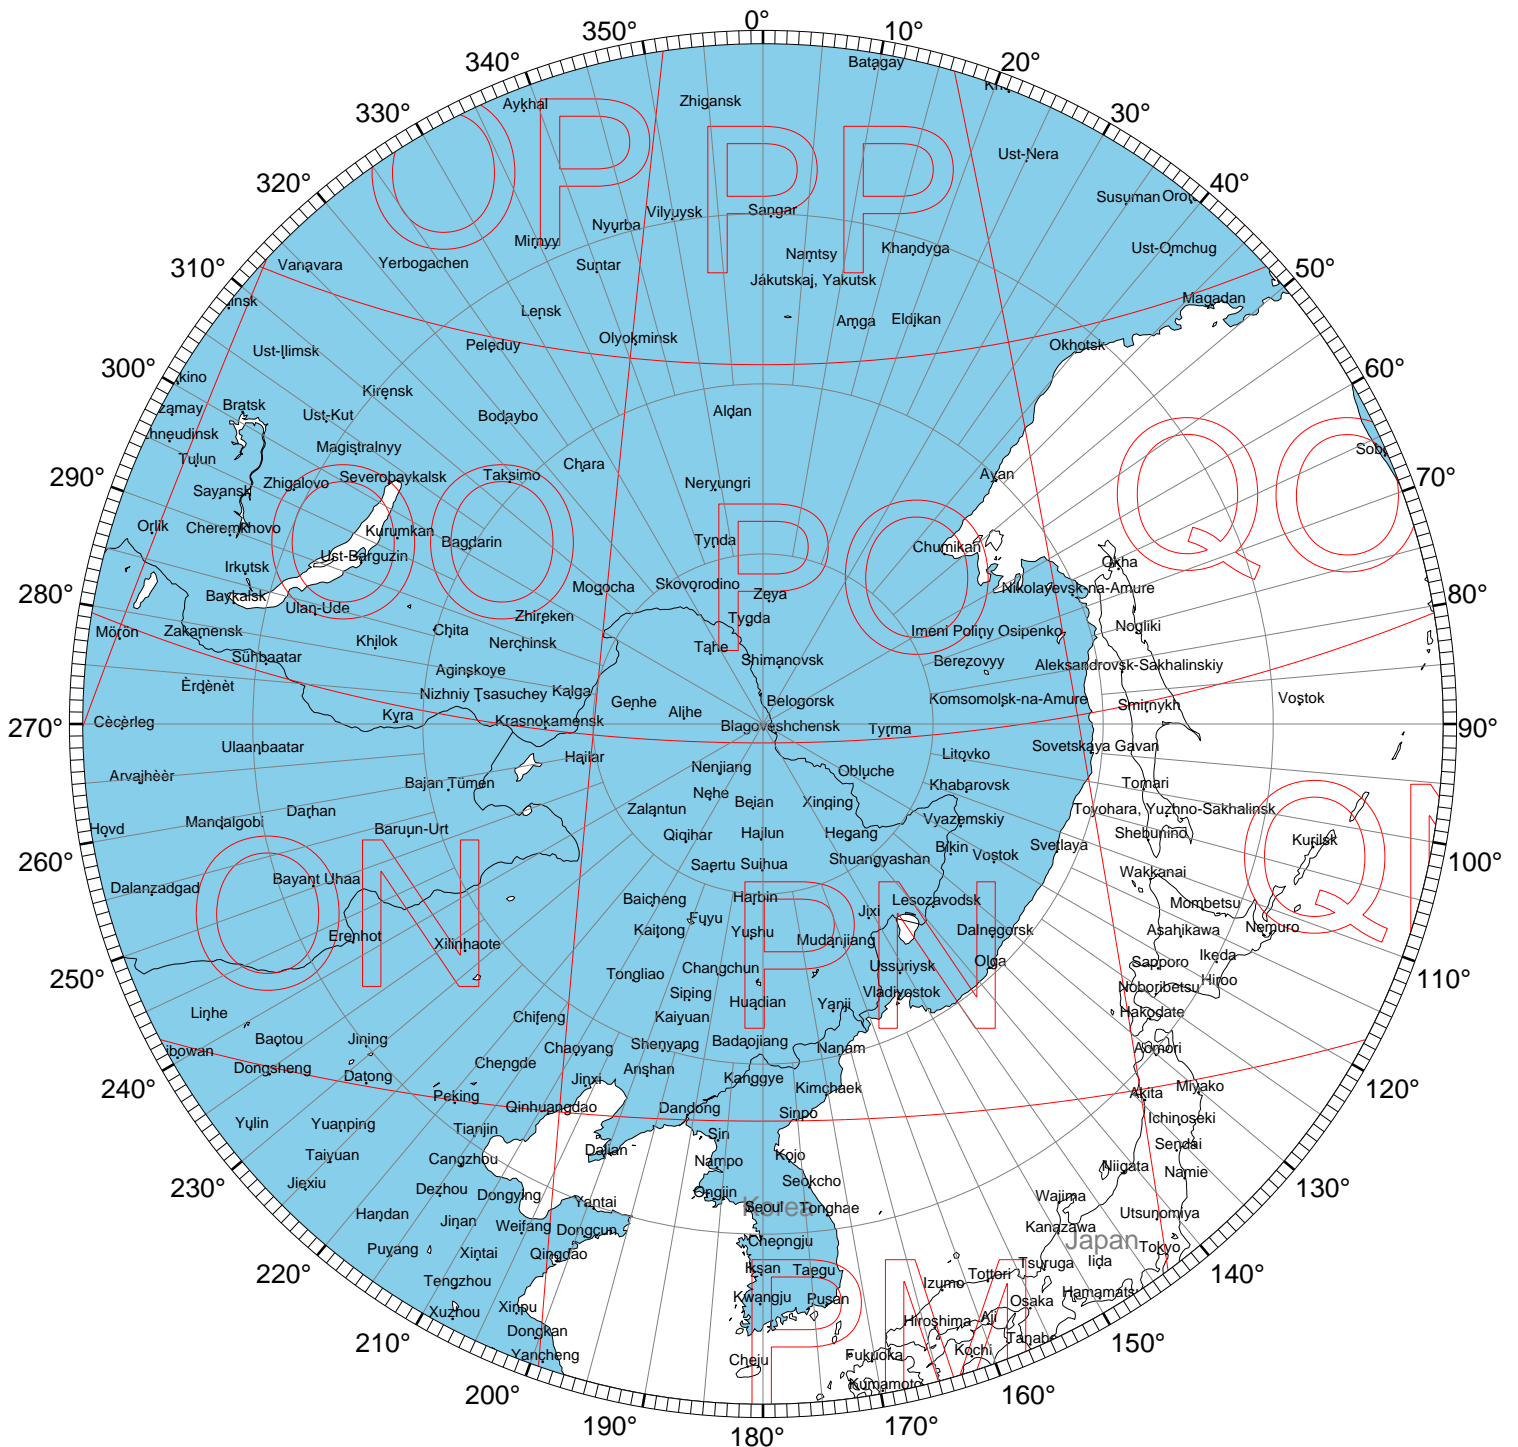 0°
350°
10°
340°
20°
Batagay
Aykhal
Zhigansk
330°
30°
OP
PP
Ust-Nera
320°
40°
Susuman
Vilyuysk
Sangar
Nyurba
Mirnyy
Namtsy
Khandyga
Ust-Omchug
310°
Vanavara
Yerbogachen
Suntar
Jakutskaj, Yakutsk
50°
Magadan
Lensk
Amga
Eldikan
Olyokminsk
Okhotsk
Ust-Ilimsk
Peleduy
300°
60°
Kirensk
Bratsk
Ust-Kut
Bodaybo
Aldan
Magistralnyy
QO
Tulun
Chara
290°
70°
Zhigalovo
Severobaykalsk
Taksimo
Neryungri
Ayan
Sayansk
OO
PO
Orlik
Cheremkhovo
Kurumkan
Bagdarin
Tynda
Chumikan
Ust-Barguzin
Okha
Irkutsk
Mogocha
Skovorodino
Zeya
Nikolayevsk-na-Amure
280°
Baykalsk
Ulan-Ude
Zhireken
Tygda
80°
Mörön
Zakamensk
Khilok
Chita
Nerchinsk
Tahe
Imeni Poliny Osipenko
Nogliki
Sühbaatar
Aginskoye
Shimanovsk
Berezovyy
Aleksandrovsk-Sakhalinskiy
Èrdènèt
Nizhniy Tsasuchey
Kalga
Genhe
Alihe
Belogorsk
Komsomolsk-na-Amure
Smirnykh
Vostok
270°
Cècèrleg
Kyra
Krasnokamensk
Blagoveshchensk
Tyrma
90°
Ulaanbaatar
Hailar
Litovko
Sovetskaya Gavan
Arvajhèèr
Bajan Tümen
Nenjiang
Obluche
Khabarovsk
Tomari
Nehe
Bejan
Xinqing
QN
Hovd
Mandalgobi
Darhan
Baruun-Urt
Zalantun
Qiqihar
Hailun
Hegang
Vyazemskiy
Toyohara, Yuzhno-Sakhalinsk
Shebunino
Kurilsk
260°
100°
Bikin
Vostok
Svetlaya
Saertu
Suihua
Shuangyashan
Wakkanai
Dalanzadgad
Bayant Uhaa
ON
PN
Baicheng
Harbin
Lesozavodsk
Mombetsu
Fuyu
Jixi
Nemuro
Erenhot
Xilinhaote
Kaitong
Yushu
Mudanjiang
Dalnegorsk
Asahikawa
250°
Ikeda
110°
Tongliao
Changchun
Ussuriysk
Olga
Sapporo
Hiroo
Siping
Huadian
Yanji
Vladivostok
Noboribetsu
Linhe
Chifeng
Kaiyuan
Hakodate
Baotou
Jining
Chaoyang
Shenyang
Badaojiang
Nanam
Aomori
240°
Dongsheng
Datong
Chengde
Anshan
Jinxi
Kanggye
Kimchaek
120°
Miyako
Peking
Qinhuangdao
Dandong
Sinpo
Akita
Ichinoseki
Yulin
Yuanping
Tianjin
Sin
Sendai
Taiyuan
Cangzhou
Dalian
Nampo
Kojo
Niigata
Namie
230°
Jiexiu
Dezhou
Dongying
Yantai
Ongjin
Seokcho
130°
Wajima
Korea
Seoul
Tonghae
Handan
Jinan
Weifang
Dongcun
Utsunomiya
Kanazawa
Japan
Puyang
Xintai
Qingdao
Cheongju
Tokyo
220°
Iksan
Taegu
Tsuruga
Iida
140°
Tengzhou
PM
Tottori
Izumo
Xuzhou
Xinpu
Kwangju
Pusan
Osaka
210°
Dongkan
Hiroshima
Aji
150°
Yancheng
Cheju
Fukuoka
Kochi
Kumamoto
200°
160°
190°
170°
180°